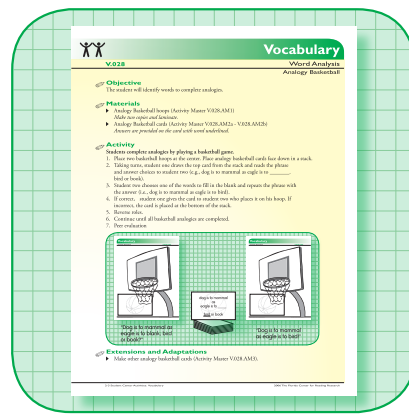 Vocabulary
V.028
Word Analysis
Analogy Basketball
Objective
The student will identify words to complete analogies.
Materials
Analogy Basketball hoops (Activity Master V.028.AM1)
Make two copies and laminate.
Analogy Basketball cards (Activity Master V.028.AM2a - V.028.AM2b)
Answers are provided on the card with word underlined.
Activity
Students complete analogies by playing a basketball game.
1. Place two basketball hoops at the center. Place analogy basketball cards face down in a stack.
2. Taking turns, student one draws the top card from the stack and reads the phrase
and answer choices to student two (e.g., dog is to mammal as eagle is to ______,
bird or book).
3. Student two chooses one of the words to fill in the blank and repeats the phrase with
the answer (i.e., dog is to mammal as eagle is to bird).
4. If correct, student one gives the card to student two who places it on his hoop. If
incorrect, the card is placed at the bottom of the stack.
5. Reverse roles.
6. Continue until all basketball analogies are completed.
7. Peer evaluation
dog is to mammal
as
eagle is to
bird or book
"Dog is to mammal as
eagle is to blank; bird
or book?"
"Dog is to mammal
as eagle is to bird!"
Extensions and Adaptations
Make other analogy basketball cards (Activity Master V.028.AM3).